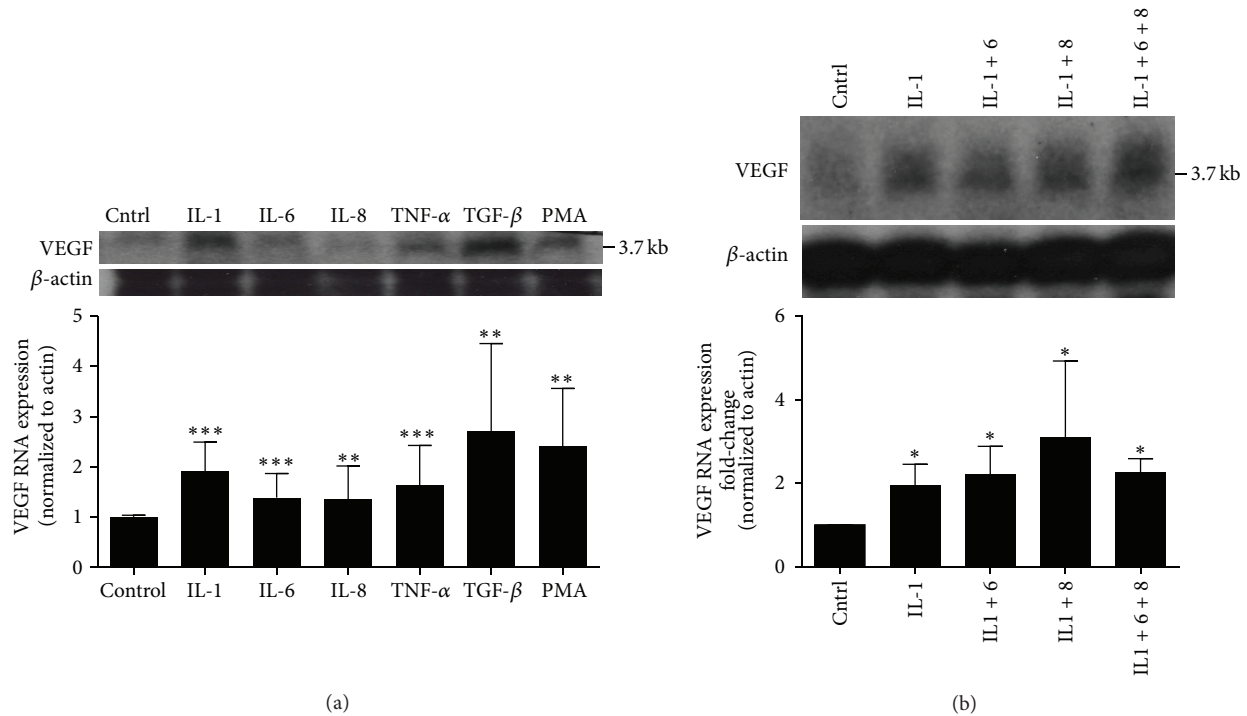 Cntrl IL-1 IL-6 IL-8 TNF-α TGF-β PMA
VEGF
3.7 kb
β-actin
VEGF RNA expression
(normalized to actin)
5
4
3
2
1
0
***
***
**
***
**
**
Control IL-1 IL-6 IL-8 TNF-α TGF-β PMA
(a)
Cntrl
IL-1
IL-1 + 6
IL-1 + 8
IL-1 + 6 + 8
VEGF
3.7 kb
β-actin
VEGF RNA expression
fold-change
(normalized to actin)
6
4
2
0
*
*
*
*
Cntrl
IL-1
IL1 + 6
IL1 + 8
IL1 + 6 + 8
(b)